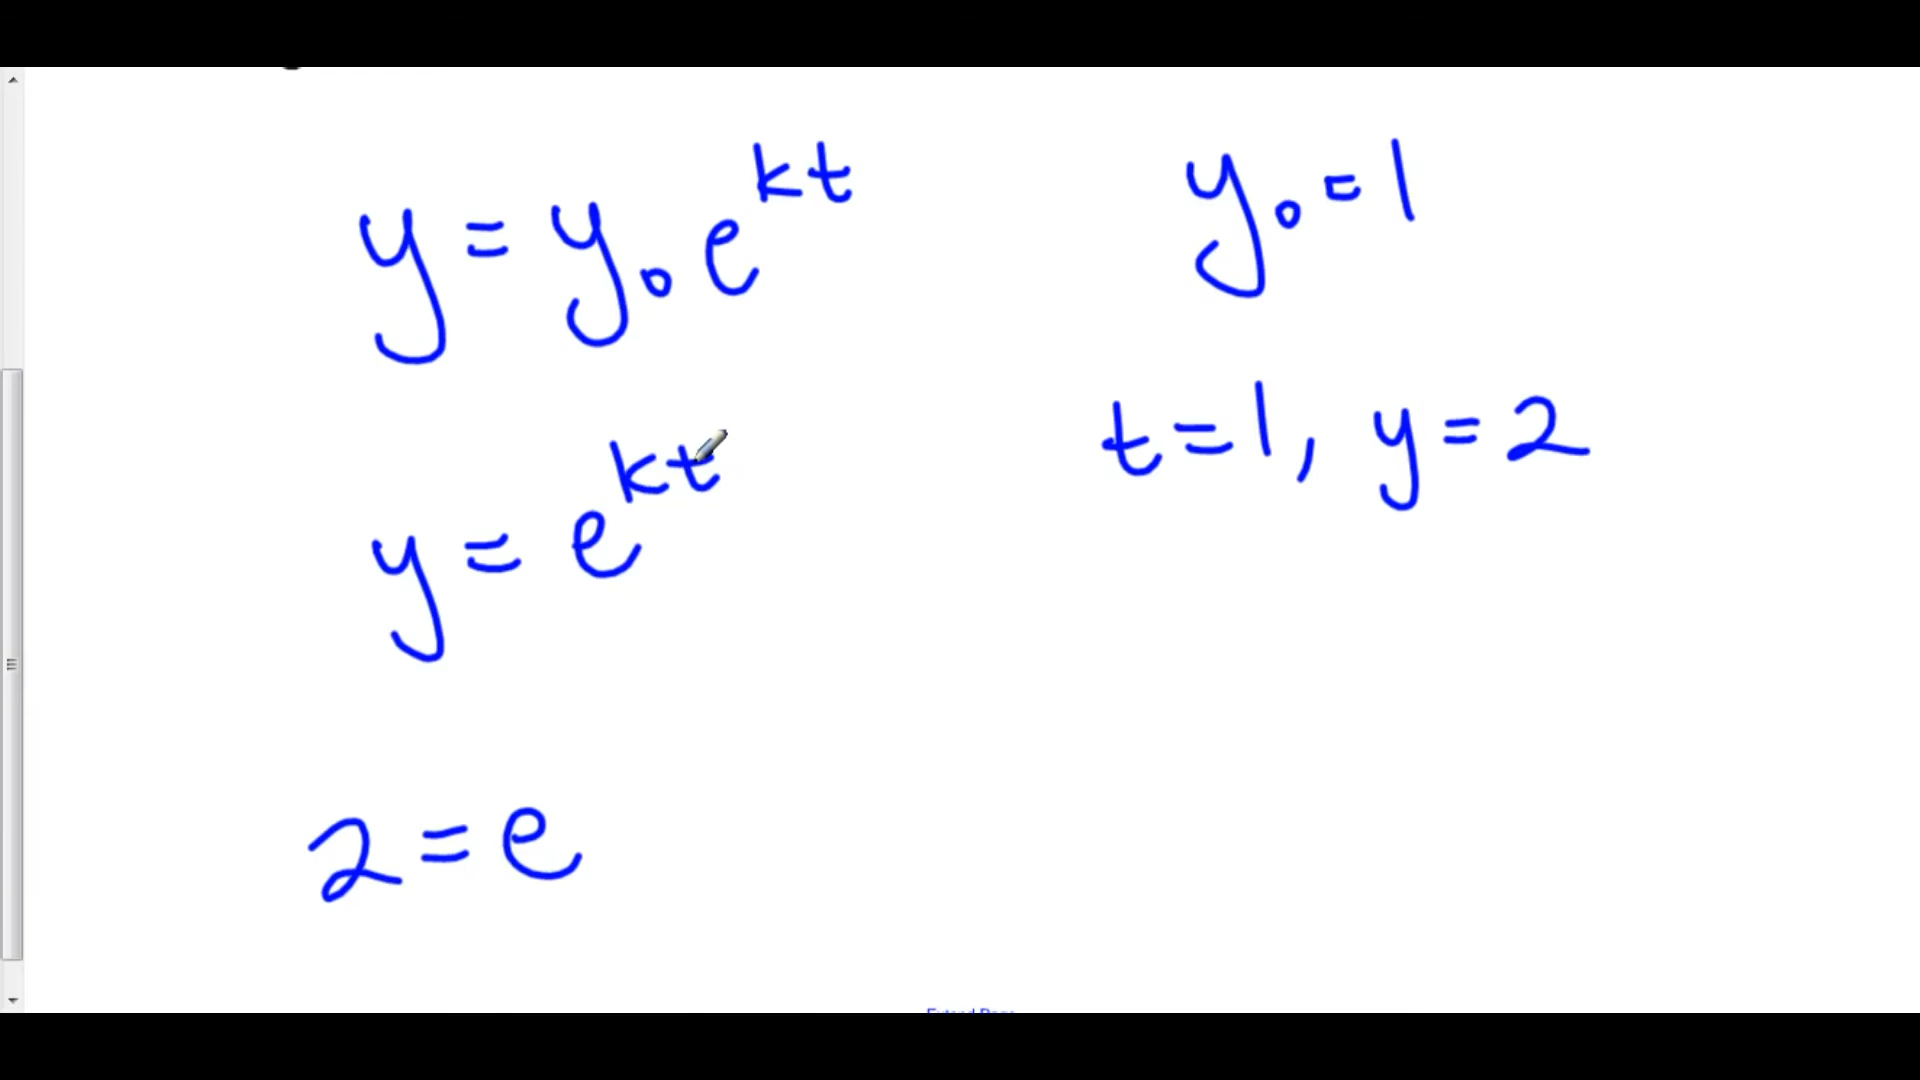 y = y₀e^{kt}
y₀ = 1
t = 1, y = 2
y = e^{kt}
2 = e